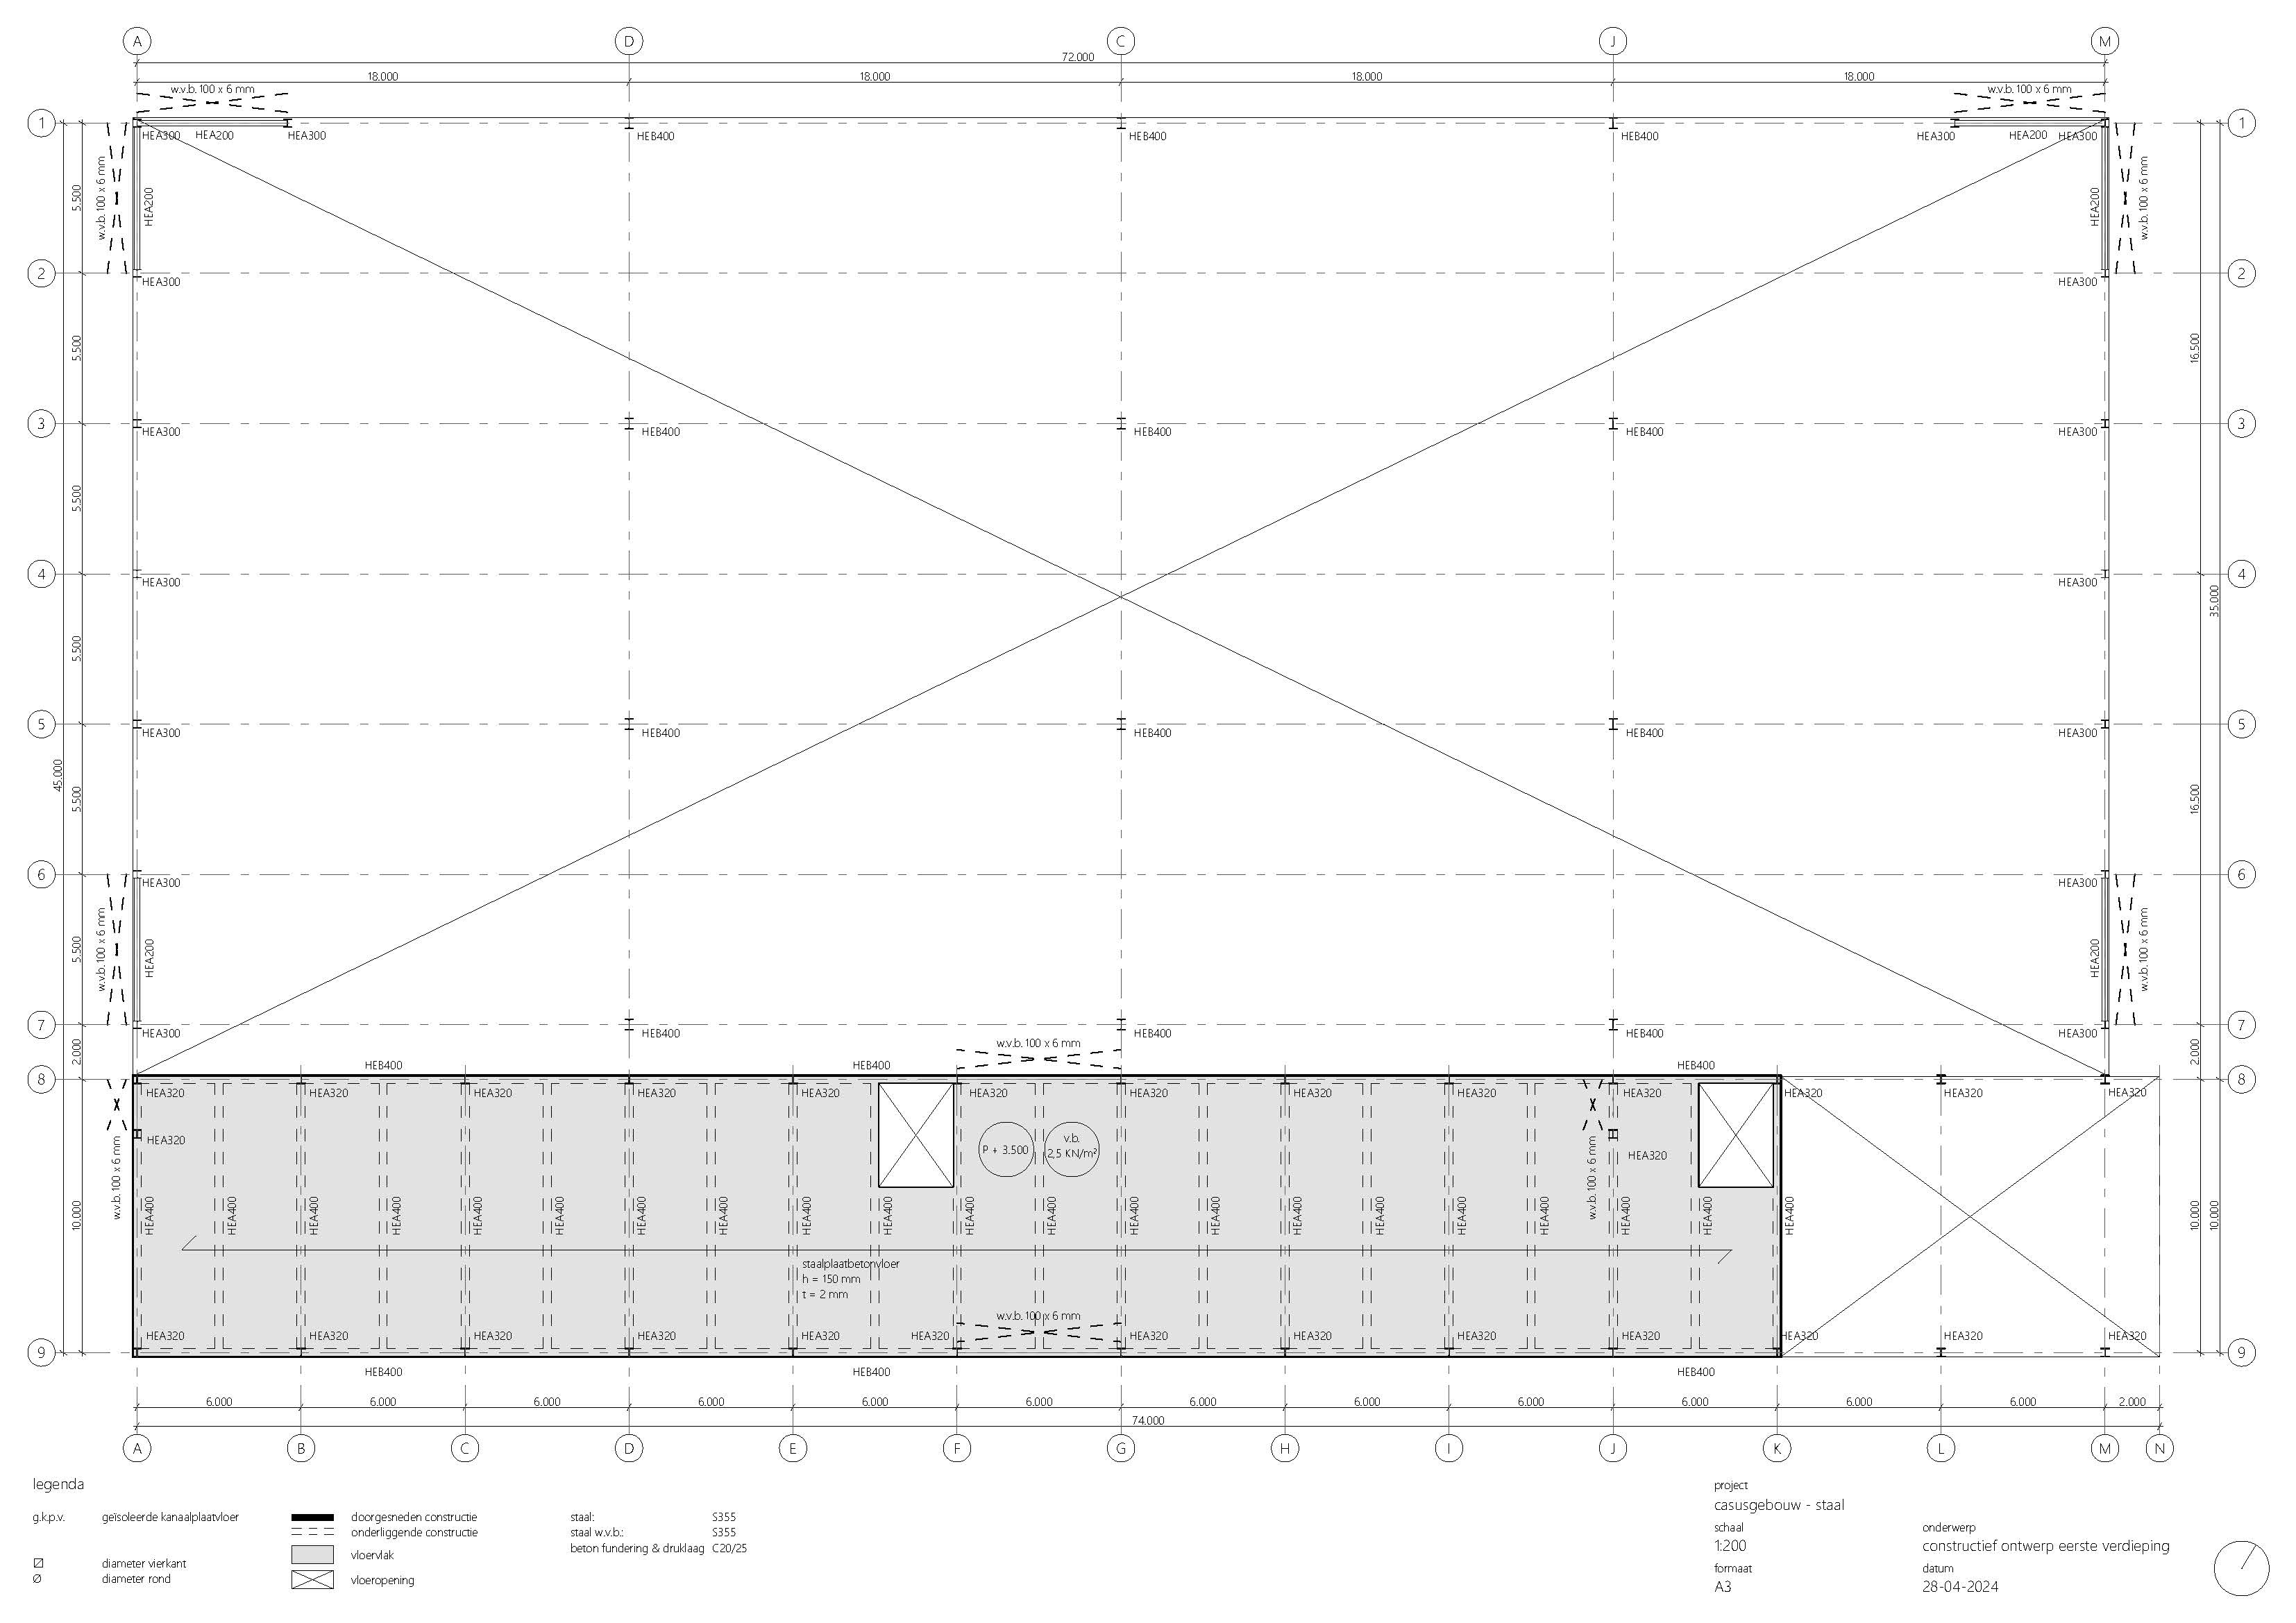 A D C J M
72.000
18.000 18.000 18.000 18.000
w.v.b. 100 x 6 mm w.v.b. 100 x 6 mm
1 1
HEA300 HEA200 HEA300 HEB400 HEB400 HEB400 HEA300 HEA200 HEA300
5.500 w.v.b. 100 x 6 mm HEA200 HEA200 w.v.b. 100 x 6 mm
2 2
HEA300 HEA300
5.500 16.500
3 3
HEA300 HEB400 HEB400 HEB400 HEA300
5.500
4 4
HEA300 HEA300
35.000
5.500
5 5
HEA300 HEB400 HEB400 HEB400 HEA300
45.000
5.500 16.500
6 6
HEA300 HEA300
5.500 w.v.b. 100 x 6 mm HEA200 HEA200 w.v.b. 100 x 6 mm
7 7
HEA300 HEB400 HEB400 HEB400 HEA300
2.000 w.v.b. 100 x 6 mm 2.000
HEB400 HEB400 HEB400
8 8
HEA320 HEA320 HEA320 HEA320 HEA320 HEA320 HEA320 HEA320 HEA320 HEA320 HEA320 HEA320 HEA320
HEA320 HEA320
P + 3.500
v.b.
2,5 KN/m²
w.v.b. 100 x 6 mm w.v.b. 100 x 6 mm
10.000 HEA400 HEA400 HEA400 HEA400 HEA400 HEA400 HEA400 HEA400 HEA400 HEA400 HEA400 HEA400 HEA400 HEA400 HEA400 HEA400 HEA400 HEA400 HEA400 HEA400 HEA400 10.000 10.000
staalplaatbetonvloer
h = 150 mm
t = 2 mm
w.v.b. 100 x 6 mm
HEA320 HEA320 HEA320 HEA320 HEA320 HEA320 HEA320 HEA320 HEA320 HEA320 HEA320 HEA320 HEA320
9 9
HEB400 HEB400 HEB400
6.000 6.000 6.000 6.000 6.000 6.000 6.000 6.000 6.000 6.000 6.000 6.000 2.000
74.000
A B C D E F G H I J K L M N
legenda
g.k.p.v. geïsoleerde kanaalplaatvloer
diameter vierkant
diameter rond
doorgesneden constructie
onderliggende constructie
vloervlak
vloeropening
staal: S355
staal w.v.b.: S355
beton fundering & druklaag C20/25
project
casusgebouw - staal
schaal
1:200
formaat
A3
onderwerp
constructief ontwerp eerste verdieping
datum
28-04-2024